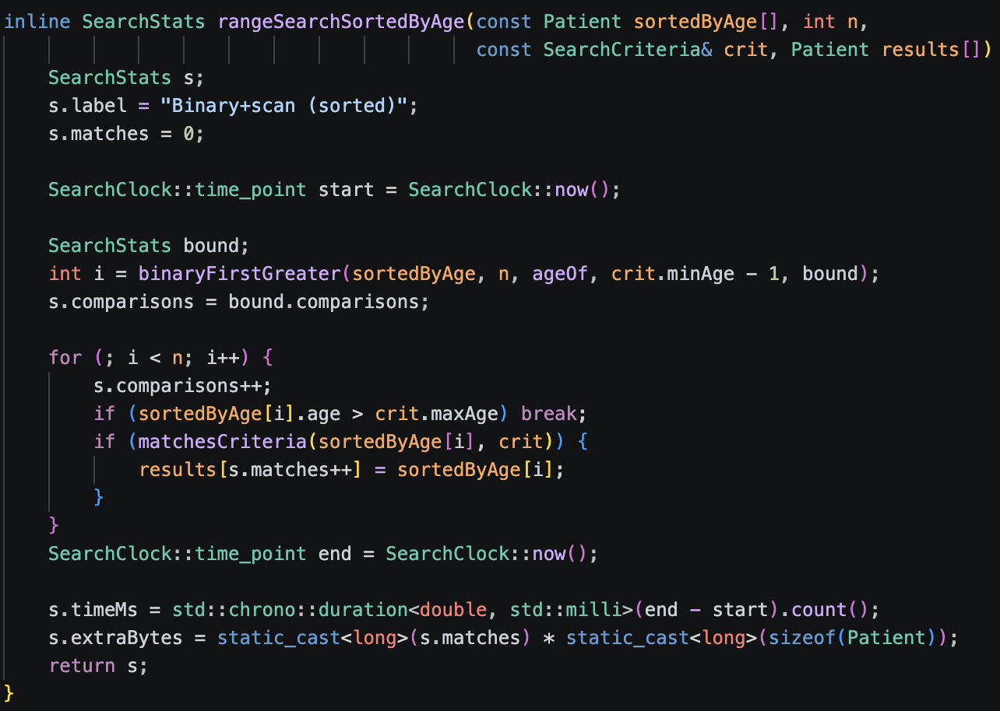 inline SearchStats rangeSearchSortedByAge(const Patient sortedByAge[], int n,
                                          const SearchCriteria& crit, Patient results[])
    SearchStats s;
    s.label = "Binary+scan (sorted)";
    s.matches = 0;

    SearchClock::time_point start = SearchClock::now();

    SearchStats bound;
    int i = binaryFirstGreater(sortedByAge, n, ageOf, crit.minAge - 1, bound);
    s.comparisons = bound.comparisons;

    for (; i < n; i++) {
        s.comparisons++;
        if (sortedByAge[i].age > crit.maxAge) break;
        if (matchesCriteria(sortedByAge[i], crit)) {
            results[s.matches++] = sortedByAge[i];
        }
    }
    SearchClock::time_point end = SearchClock::now();

    s.timeMs = std::chrono::duration<double, std::milli>(end - start).count();
    s.extraBytes = static_cast<long>(s.matches) * static_cast<long>(sizeof(Patient));
    return s;
}